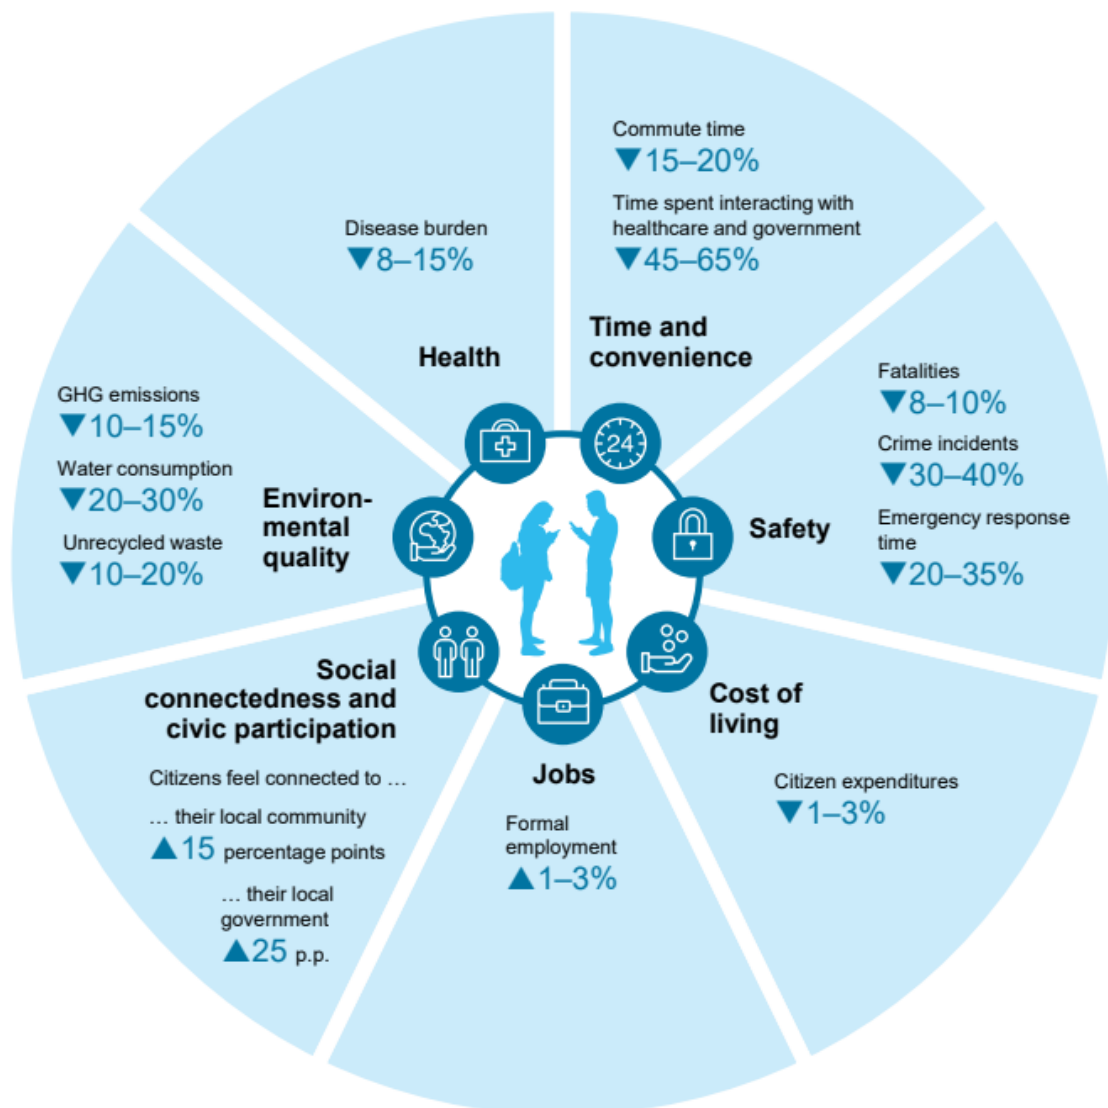 Commute time
▼15–20%
Time spent interacting with
healthcare and government
▼45–65%
Time and
convenience
Fatalities
▼8–10%
Crime incidents
▼30–40%
Emergency response
time
▼20–35%
Safety
Cost of
living
Citizen expenditures
▼1–3%
Jobs
Formal
employment
▲1–3%
Social
connectedness and
civic participation
Citizens feel connected to …
… their local community
▲15 percentage points
… their local
government
▲25 p.p.
Environ-
mental
quality
GHG emissions
▼10–15%
Water consumption
▼20–30%
Unrecycled waste
▼10–20%
Health
Disease burden
▼8–15%
24